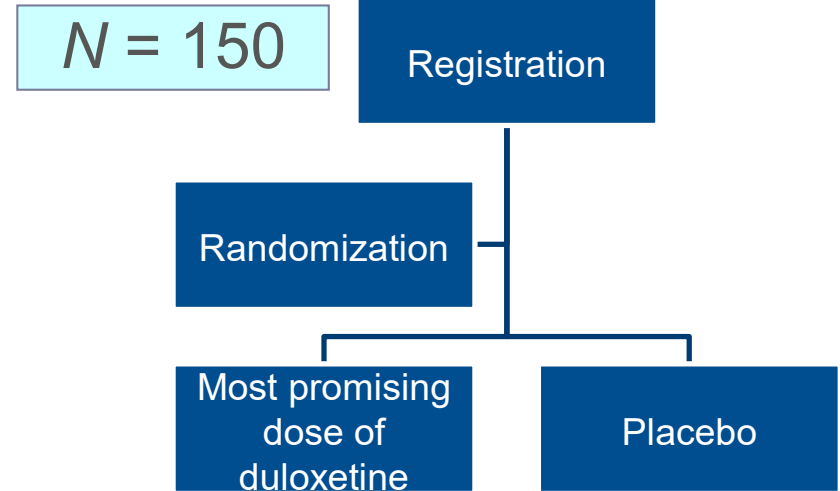 N = 150
Registration
Randomization
Most promising
dose of
duloxetine
Placebo